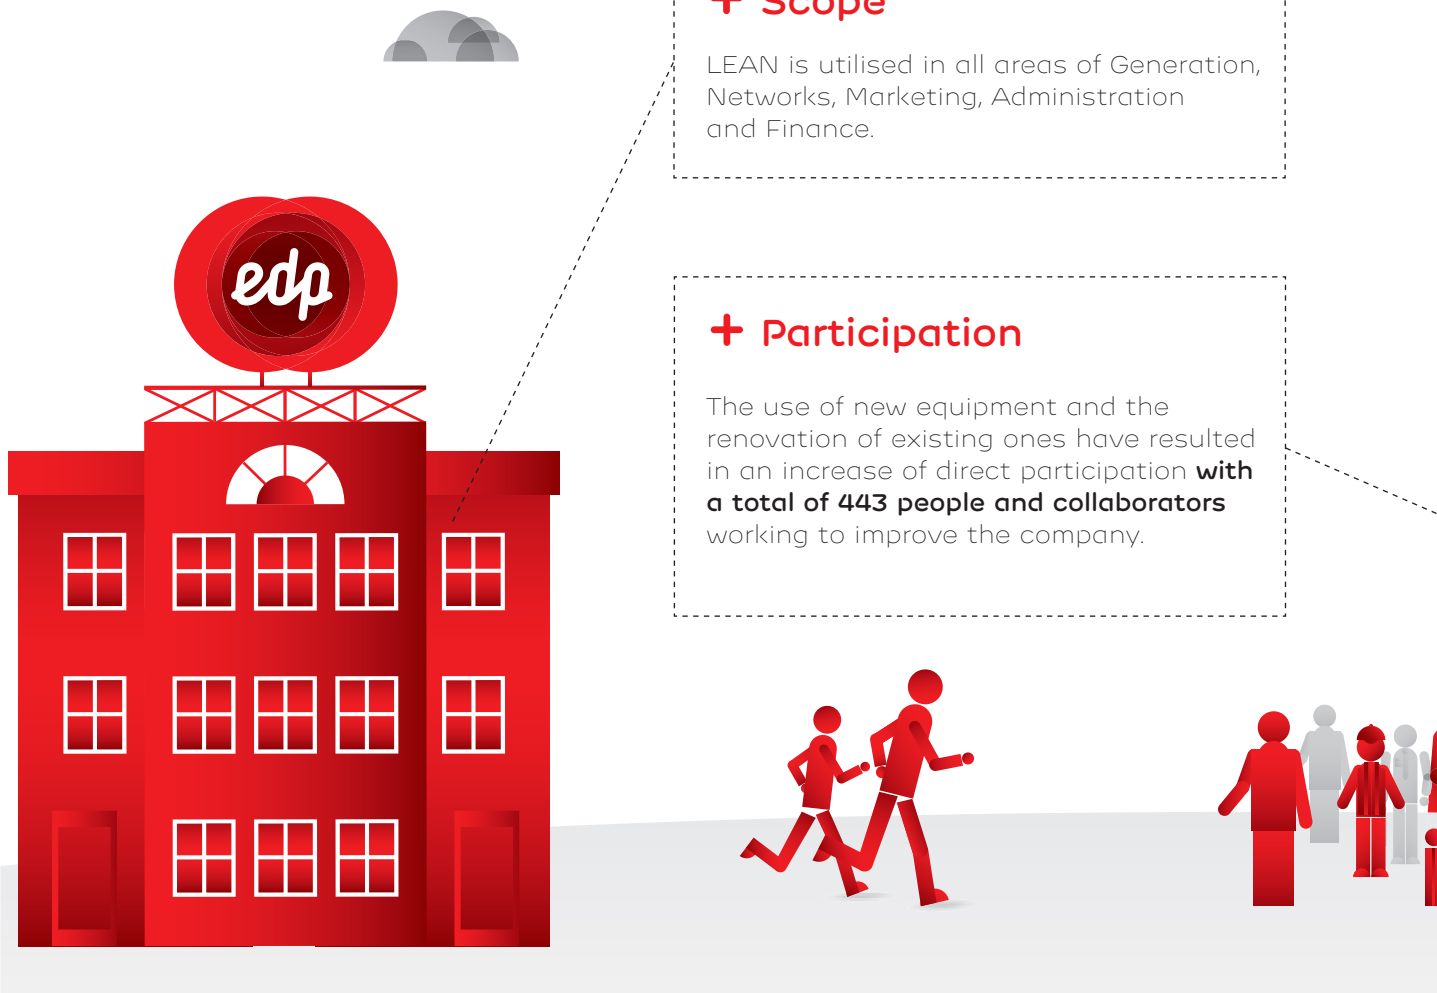 + Scope
LEAN is utilised in all areas of Generation,
Networks, Marketing, Administration
and Finance.
edp
+ Participation
The use of new equipment and the
renovation of existing ones have resulted
in an increase of direct participation with
a total of 443 people and collaborators
working to improve the company.